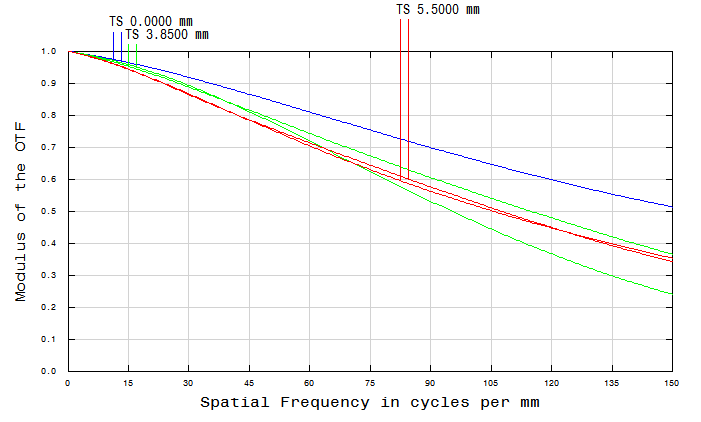 TS 5.5000 mm
TS 0.0000 mm
TS 3.8500 mm
1.0
0.9
0.8
0.7
0.6
0.5
0.4
0.3
0.2
0.1
0.0
Modulus of the OTF
0 15 30 45 60 75 90 105 120 135 150
Spatial Frequency in cycles per mm